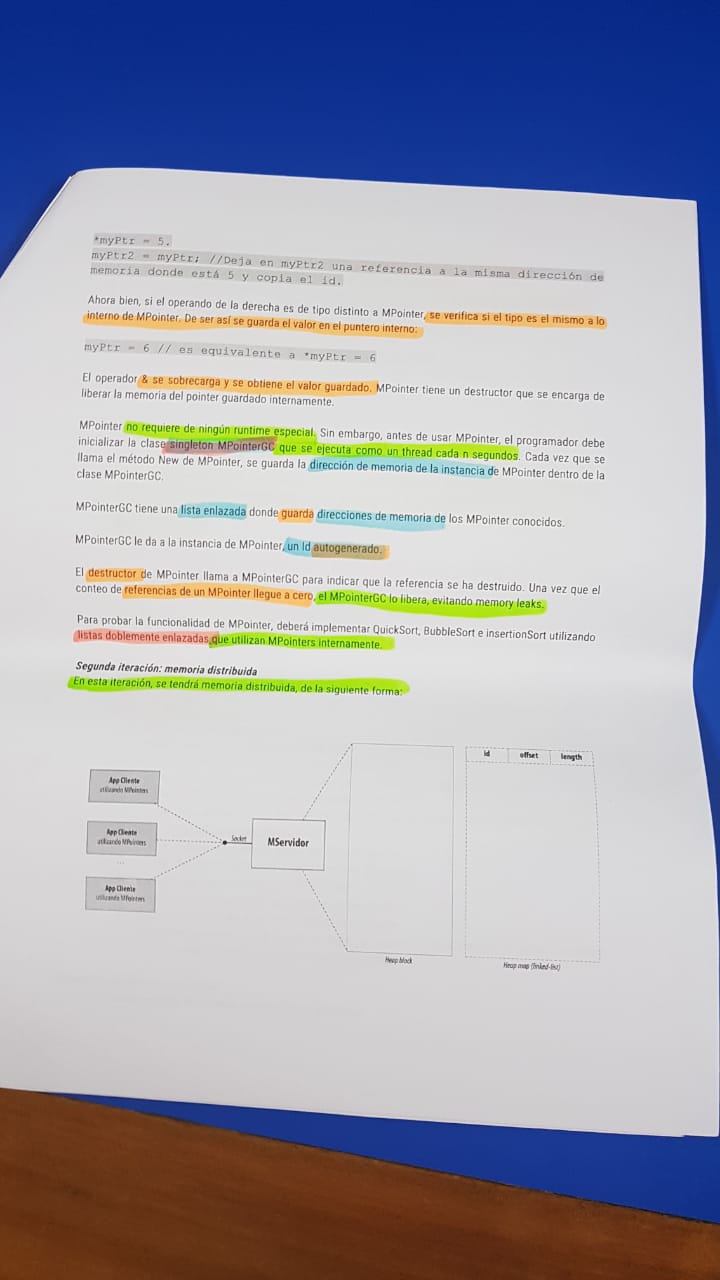 *myPtr = 5.
myPtr2 = myPtr; //Deja en myPtr2 una referencia a la misma dirección de
memoria donde está 5 y copia el id.
Ahora bien, si el operando de la derecha es de tipo distinto a MPointer, se verifica si el tipo es el mismo a lo
interno de MPointer. De ser así se guarda el valor en el puntero interno:
myPtr = 6 // es equivalente a *myPtr = 6
El operador & se sobrecarga y se obtiene el valor guardado. MPointer tiene un destructor que se encarga de
liberar la memoria del pointer guardado internamente.
MPointer no requiere de ningún runtime especial. Sin embargo, antes de usar MPointer, el programador debe
inicializar la clase singleton MPointerGC que se ejecuta como un thread cada n segundos. Cada vez que se
llama el método New de MPointer, se guarda la dirección de memoria de la instancia de MPointer dentro de la
clase MPointerGC.
MPointerGC tiene una lista enlazada donde guarda direcciones de memoria de los MPointer conocidos.
MPointerGC le da a la instancia de MPointer, un Id autogenerado.
El destructor de MPointer llama a MPointerGC para indicar que la referencia se ha destruido. Una vez que el
conteo de referencias de un MPointer llegue a cero, el MPointerGC lo libera, evitando memory leaks.
Para probar la funcionalidad de MPointer, deberá implementar QuickSort, BubbleSort e insertionSort utilizando
listas doblemente enlazadas que utilizan MPointers internamente.
Segunda iteración: memoria distribuida
En esta iteración, se tendrá memoria distribuida, de la siguiente forma:
id offset length
App Cliente
utilizando MPointers
App Cliente
utilizando MPointers
...
App Cliente
utilizando MPointers
Socket
MServidor
Heap block
Heap map (linked-list)